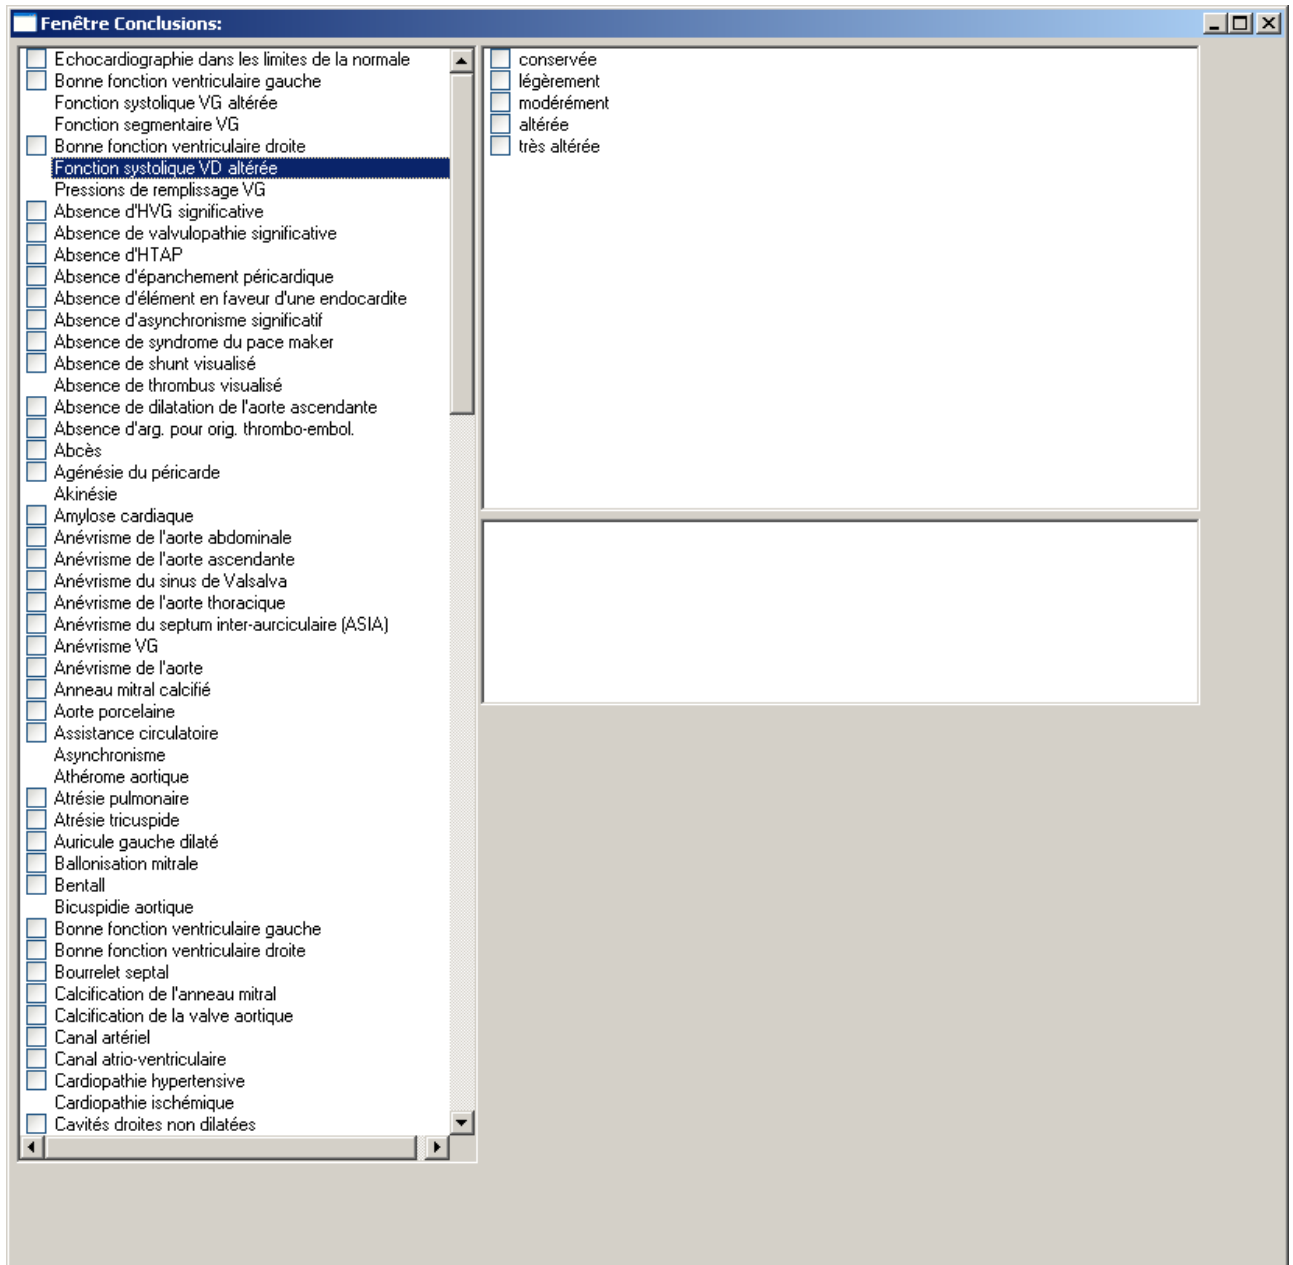 Fenêtre Conclusions:
Echocardiographie dans les limites de la normale
Bonne fonction ventriculaire gauche
Fonction systolique VG altérée
Fonction segmentaire VG
Bonne fonction ventriculaire droite
Fonction systolique VD altérée
Pressions de remplissage VG
Absence d'HVG significative
Absence de valvulopathie significative
Absence d'HTAP
Absence d'épanchement péricardique
Absence d'élément en faveur d'une endocardite
Absence d'asynchronisme significatif
Absence de syndrome du pace maker
Absence de shunt visualisé
Absence de thrombus visualisé
Absence de dilatation de l'aorte ascendante
Absence d'arg. pour orig. thrombo-embol.
Abcès
Agénésie du péricarde
Akinésie
Amylose cardiaque
Anévrisme de l'aorte abdominale
Anévrisme de l'aorte ascendante
Anévrisme du sinus de Valsalva
Anévrisme de l'aorte thoracique
Anévrisme du septum inter-aurciculaire (ASIA)
Anévrisme VG
Anévrisme de l'aorte
Anneau mitral calcifié
Aorte porcelaine
Assistance circulatoire
Asynchronisme
Athérome aortique
Atrésie pulmonaire
Atrésie tricuspide
Auricule gauche dilaté
Ballonisation mitrale
Bentall
Bicuspidie aortique
Bonne fonction ventriculaire gauche
Bonne fonction ventriculaire droite
Bourrelet septal
Calcification de l'anneau mitral
Calcification de la valve aortique
Canal artériel
Canal atrio-ventriculaire
Cardiopathie hypertensive
Cardiopathie ischémique
Cavités droites non dilatées
conservée
légèrement
modérément
altérée
très altérée